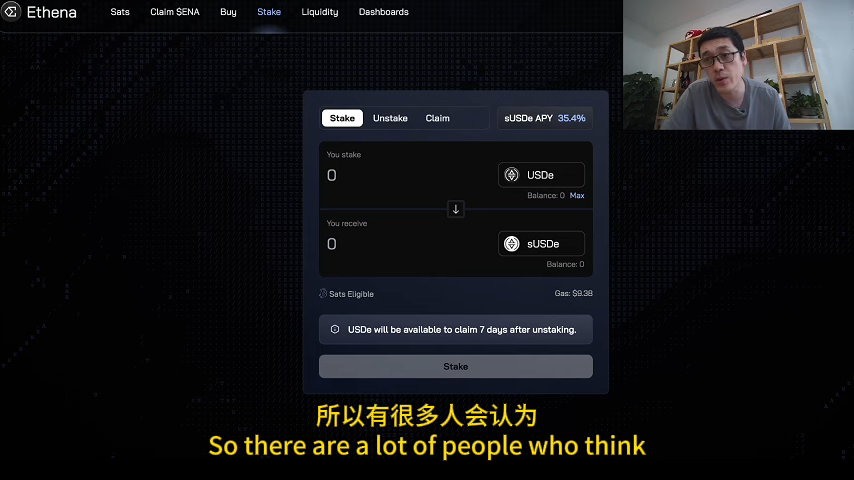 Ethena
Sats Claim $ENA Buy Stake Liquidity Dashboards
Stake Unstake Claim sUSDe APY 35.4%
You stake
0 USDe
Balance: 0 Max
You receive
0 sUSDe
Balance: 0
Sats Eligible Gas: $9.38
USDe will be available to claim 7 days after unstaking.
Stake
所以有很多人会认为
So there are a lot of people who think